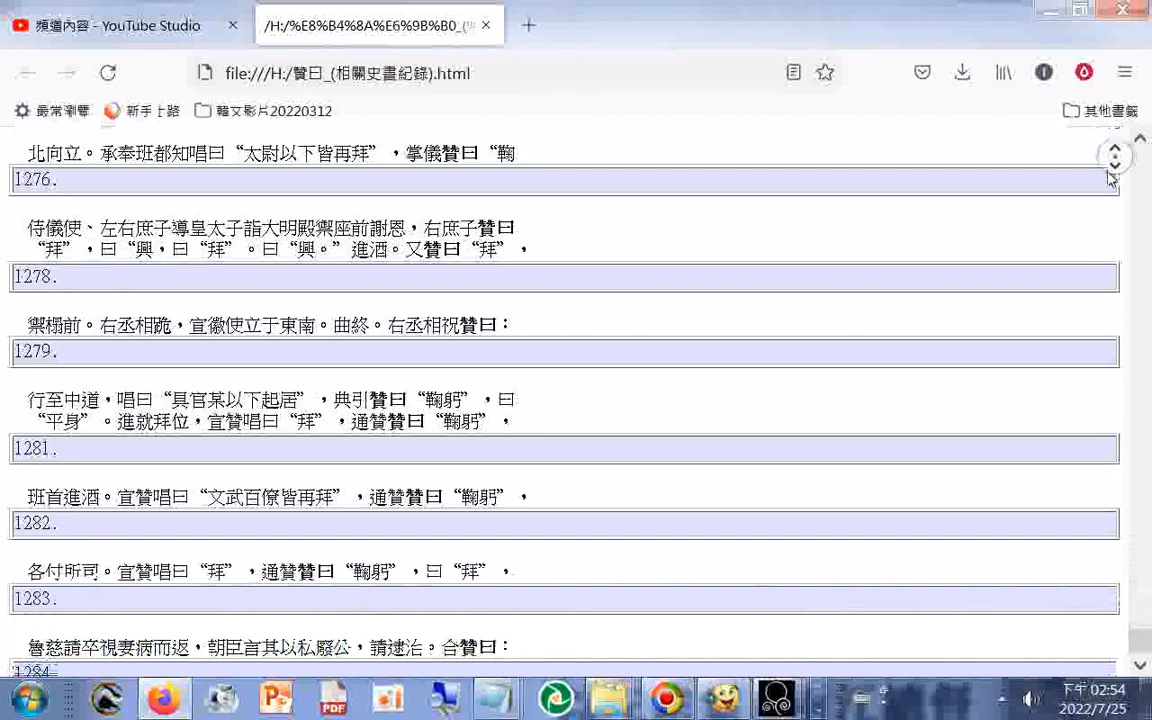 頻道內容 - YouTube Studio
/H:/%E8%B4%8A%E6%9B%B0_(
file:///H:/贊曰_(相關史書紀錄).html
最常瀏覽
新手上路
韓文影片20220312
其他書籤
北向立。承奉班都知唱曰“太尉以下皆再拜”，掌儀贊曰“鞠
1276.
侍儀使、左右庶子導皇太子詣大明殿禦座前謝恩，右庶子贊曰
“拜”，曰“興，曰“拜”。曰“興。”進酒。又贊曰“拜”，
1278.
禦榻前。右丞相跪，宣徽使立于東南。曲終。右丞相祝贊曰：
1279.
行至中道，唱曰“具官某以下起居”，典引贊曰“鞠躬”，曰
“平身”。進就拜位，宣贊唱曰“拜”，通贊贊曰“鞠躬”，
1281.
班首進酒。宣贊唱曰“文武百僚皆再拜”，通贊贊曰“鞠躬”，
1282.
各付所司。宣贊唱曰“拜”，通贊贊曰“鞠躬”，曰“拜”，
1283.
魯慈請卒視妻病而返，朝臣言其以私廢公，請逮治。合贊曰：
1284.
PDF
下午 02:54
2022/7/25